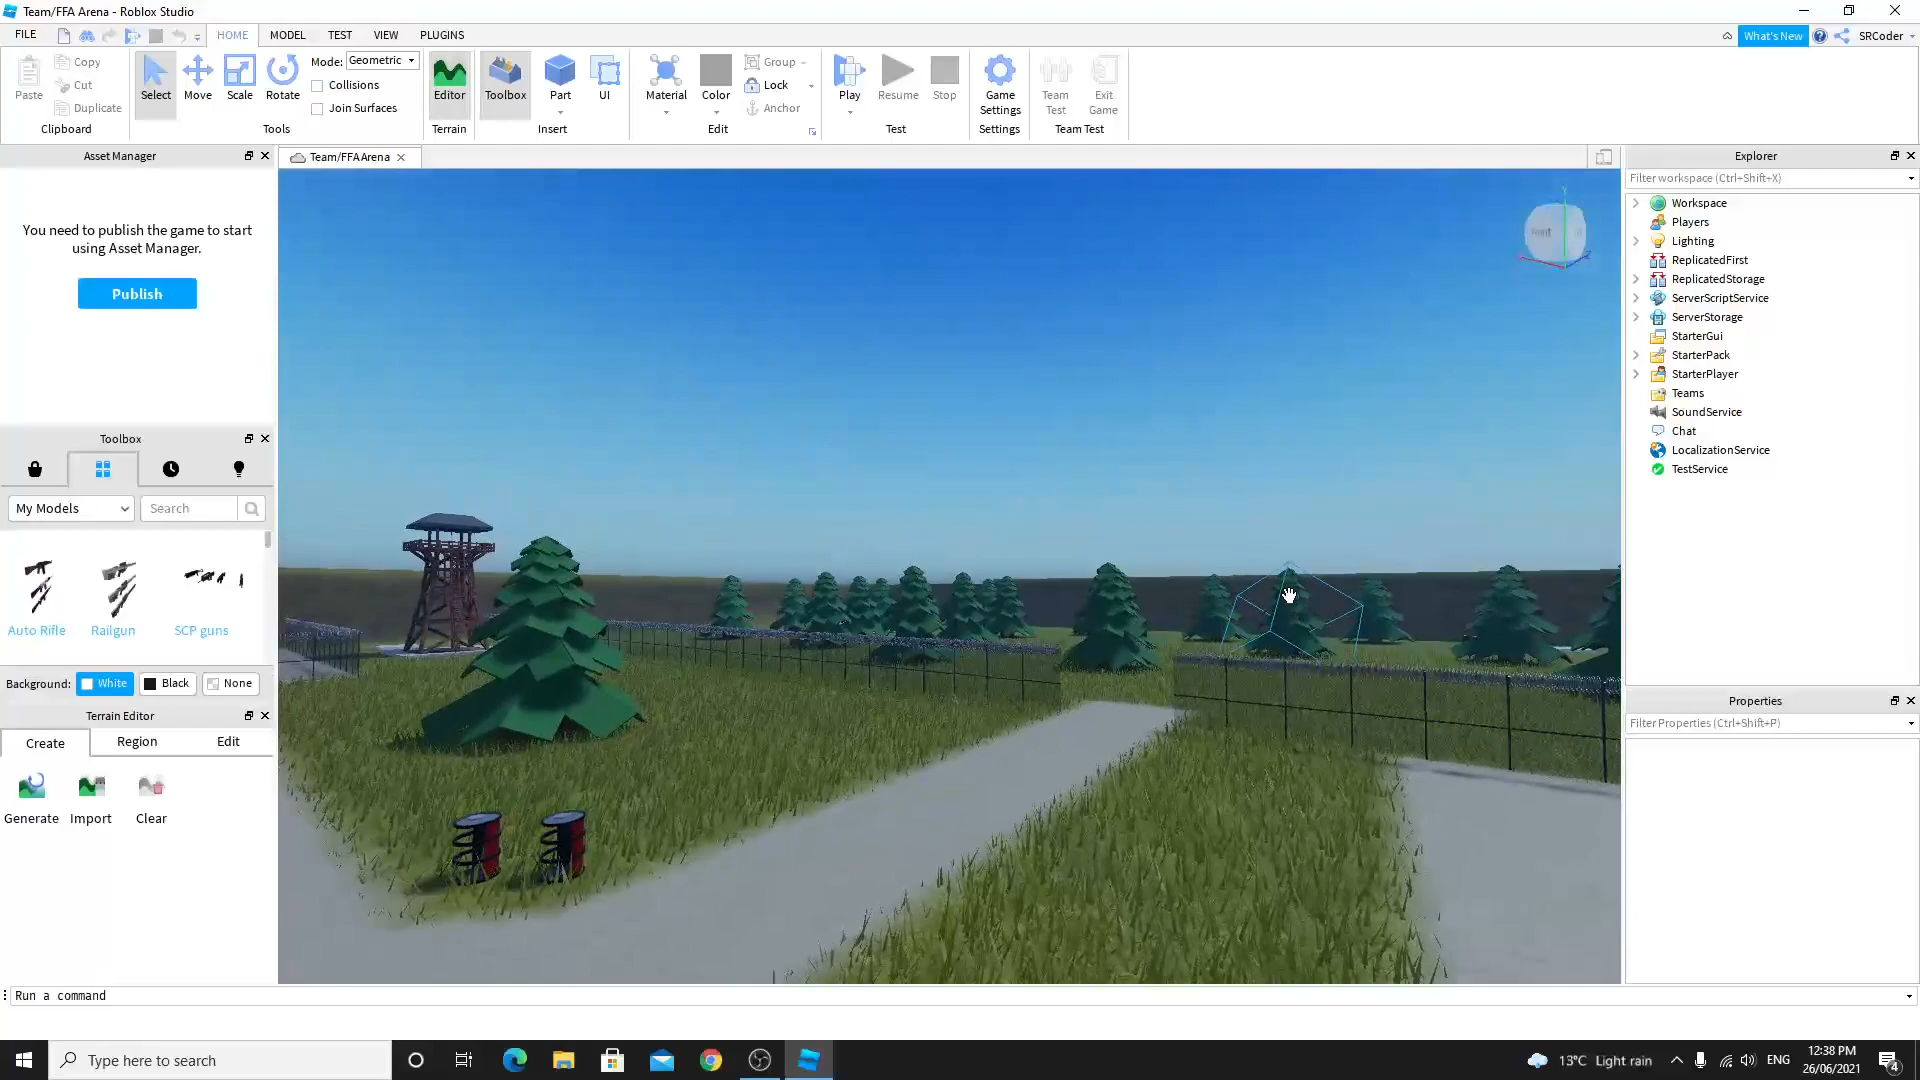 Team/FFA Arena - Roblox Studio
FILE
HOME
MODEL
TEST
VIEW
PLUGINS
What's New
SRCoder
Paste
Copy
Cut
Duplicate
Clipboard
Select
Move
Scale
Rotate
Mode: Geometric
Collisions
Join Surfaces
Tools
Editor
Terrain
Toolbox
Part
UI
Insert
Material
Color
Group
Lock
Anchor
Edit
Play
Resume
Stop
Test
Game Settings
Settings
Team Test
Exit Game
Team Test
Asset Manager
You need to publish the game to start
using Asset Manager.
Publish
Toolbox
My Models
Search
Auto Rifle
Railgun
SCP guns
Background: White Black None
Terrain Editor
Create
Region
Edit
Generate
Import
Clear
Team/FFA Arena
Front
Y
Explorer
Filter workspace (Ctrl+Shift+X)
Workspace
Players
Lighting
ReplicatedFirst
ReplicatedStorage
ServerScriptService
ServerStorage
StarterGui
StarterPack
StarterPlayer
Teams
SoundService
Chat
LocalizationService
TestService
Properties
Filter Properties (Ctrl+Shift+P)
Run a command
Type here to search
13°C Light rain
ENG
12:38 PM
26/06/2021
4